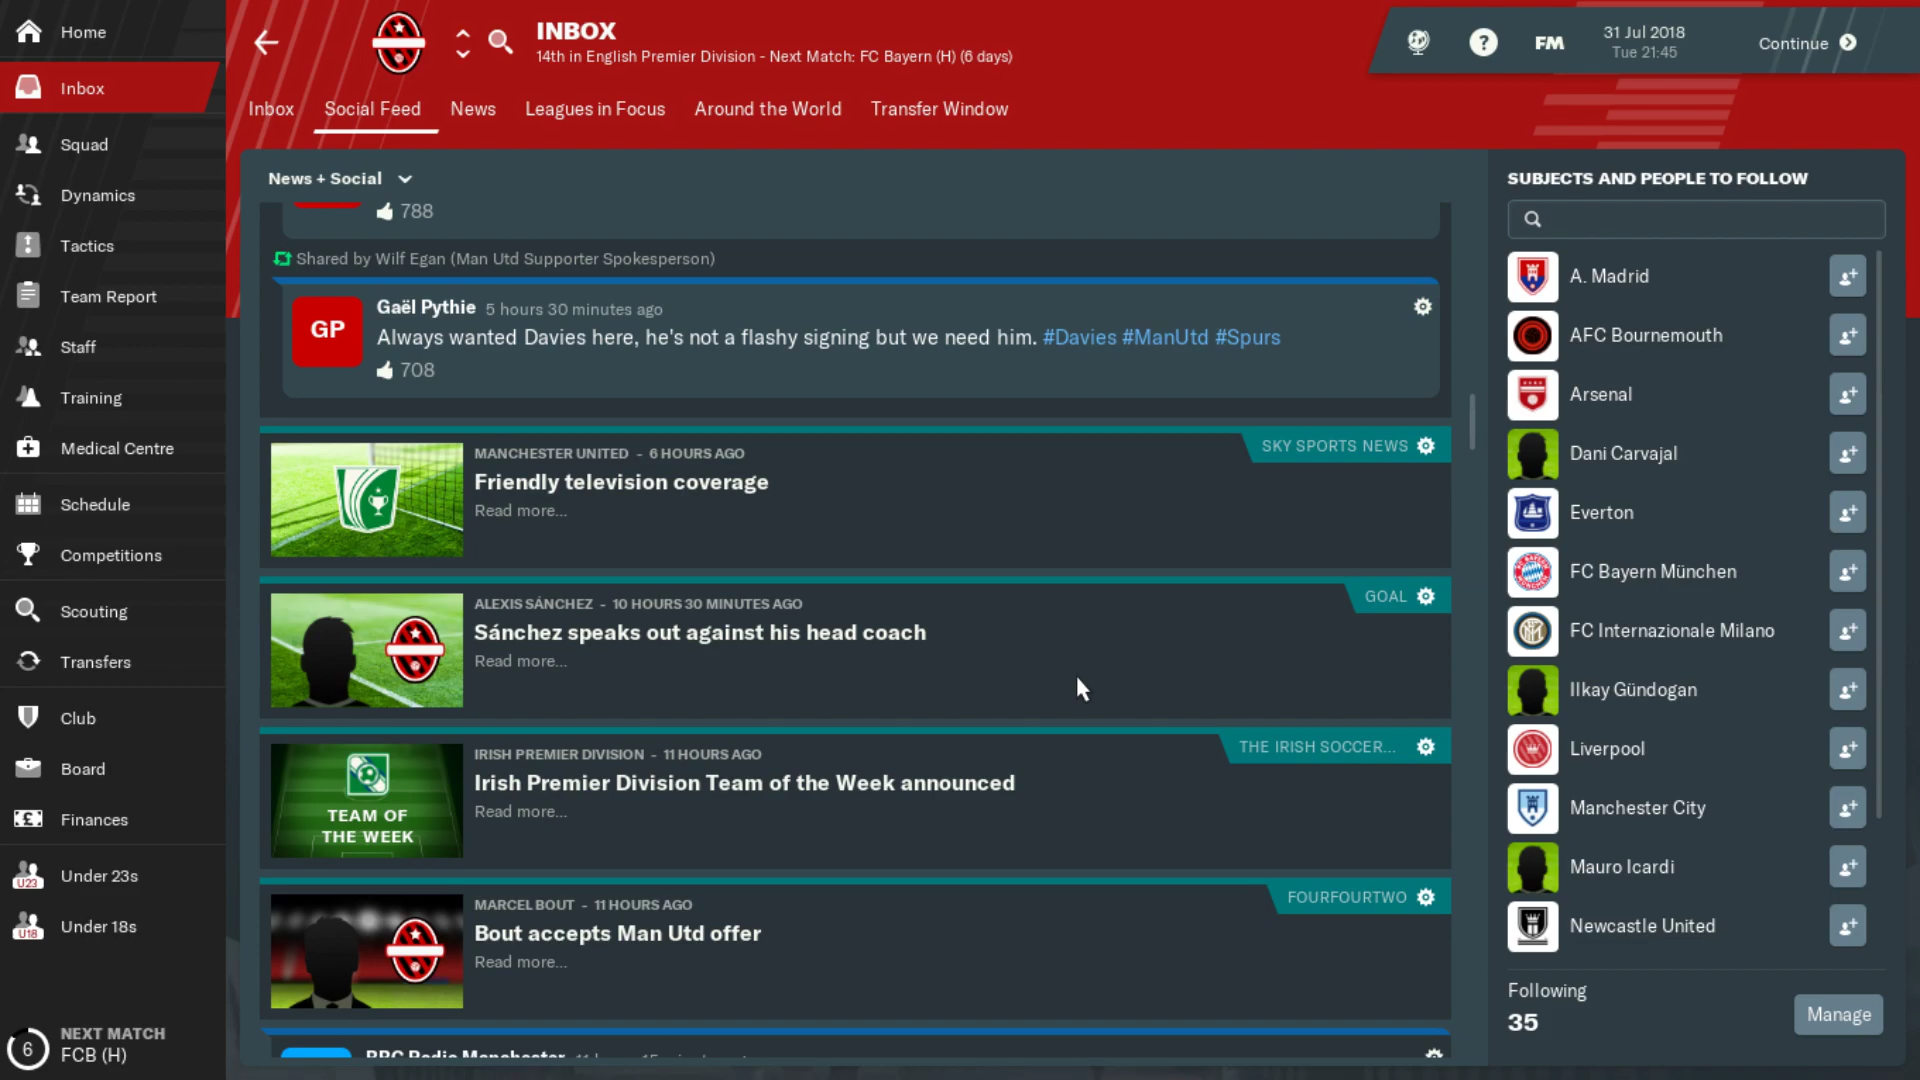 Home
Inbox
Squad
Dynamics
Tactics
Team Report
Staff
Training
Medical Centre
Schedule
Competitions
Scouting
Transfers
Club
Board
Finances
U23
Under 23s
U18
Under 18s
6
NEXT MATCH
FCB (H)
INBOX
14th in English Premier Division - Next Match: FC Bayern (H) (6 days)
?
FM
31 Jul 2018
Tue 21:45
Continue
Inbox
Social Feed
News
Leagues in Focus
Around the World
Transfer Window
News + Social
788
Shared by Wilf Egan (Man Utd Supporter Spokesperson)
GP
Gaël Pythie 5 hours 30 minutes ago
Always wanted Davies here, he's not a flashy signing but we need him. #Davies #ManUtd #Spurs
708
MANCHESTER UNITED - 6 HOURS AGO
SKY SPORTS NEWS
Friendly television coverage
Read more...
ALEXIS SÁNCHEZ - 10 HOURS 30 MINUTES AGO
GOAL
Sánchez speaks out against his head coach
Read more...
TEAM OF
THE WEEK
IRISH PREMIER DIVISION - 11 HOURS AGO
THE IRISH SOCCER...
Irish Premier Division Team of the Week announced
Read more...
MARCEL BOUT - 11 HOURS AGO
FOURFOURTWO
Bout accepts Man Utd offer
Read more...
BBC Radio Manchester
SUBJECTS AND PEOPLE TO FOLLOW
A. Madrid
AFC Bournemouth
Arsenal
Dani Carvajal
Everton
FC Bayern München
FC Internazionale Milano
Ilkay Gündogan
Liverpool
Manchester City
Mauro Icardi
Newcastle United
Following
35
Manage